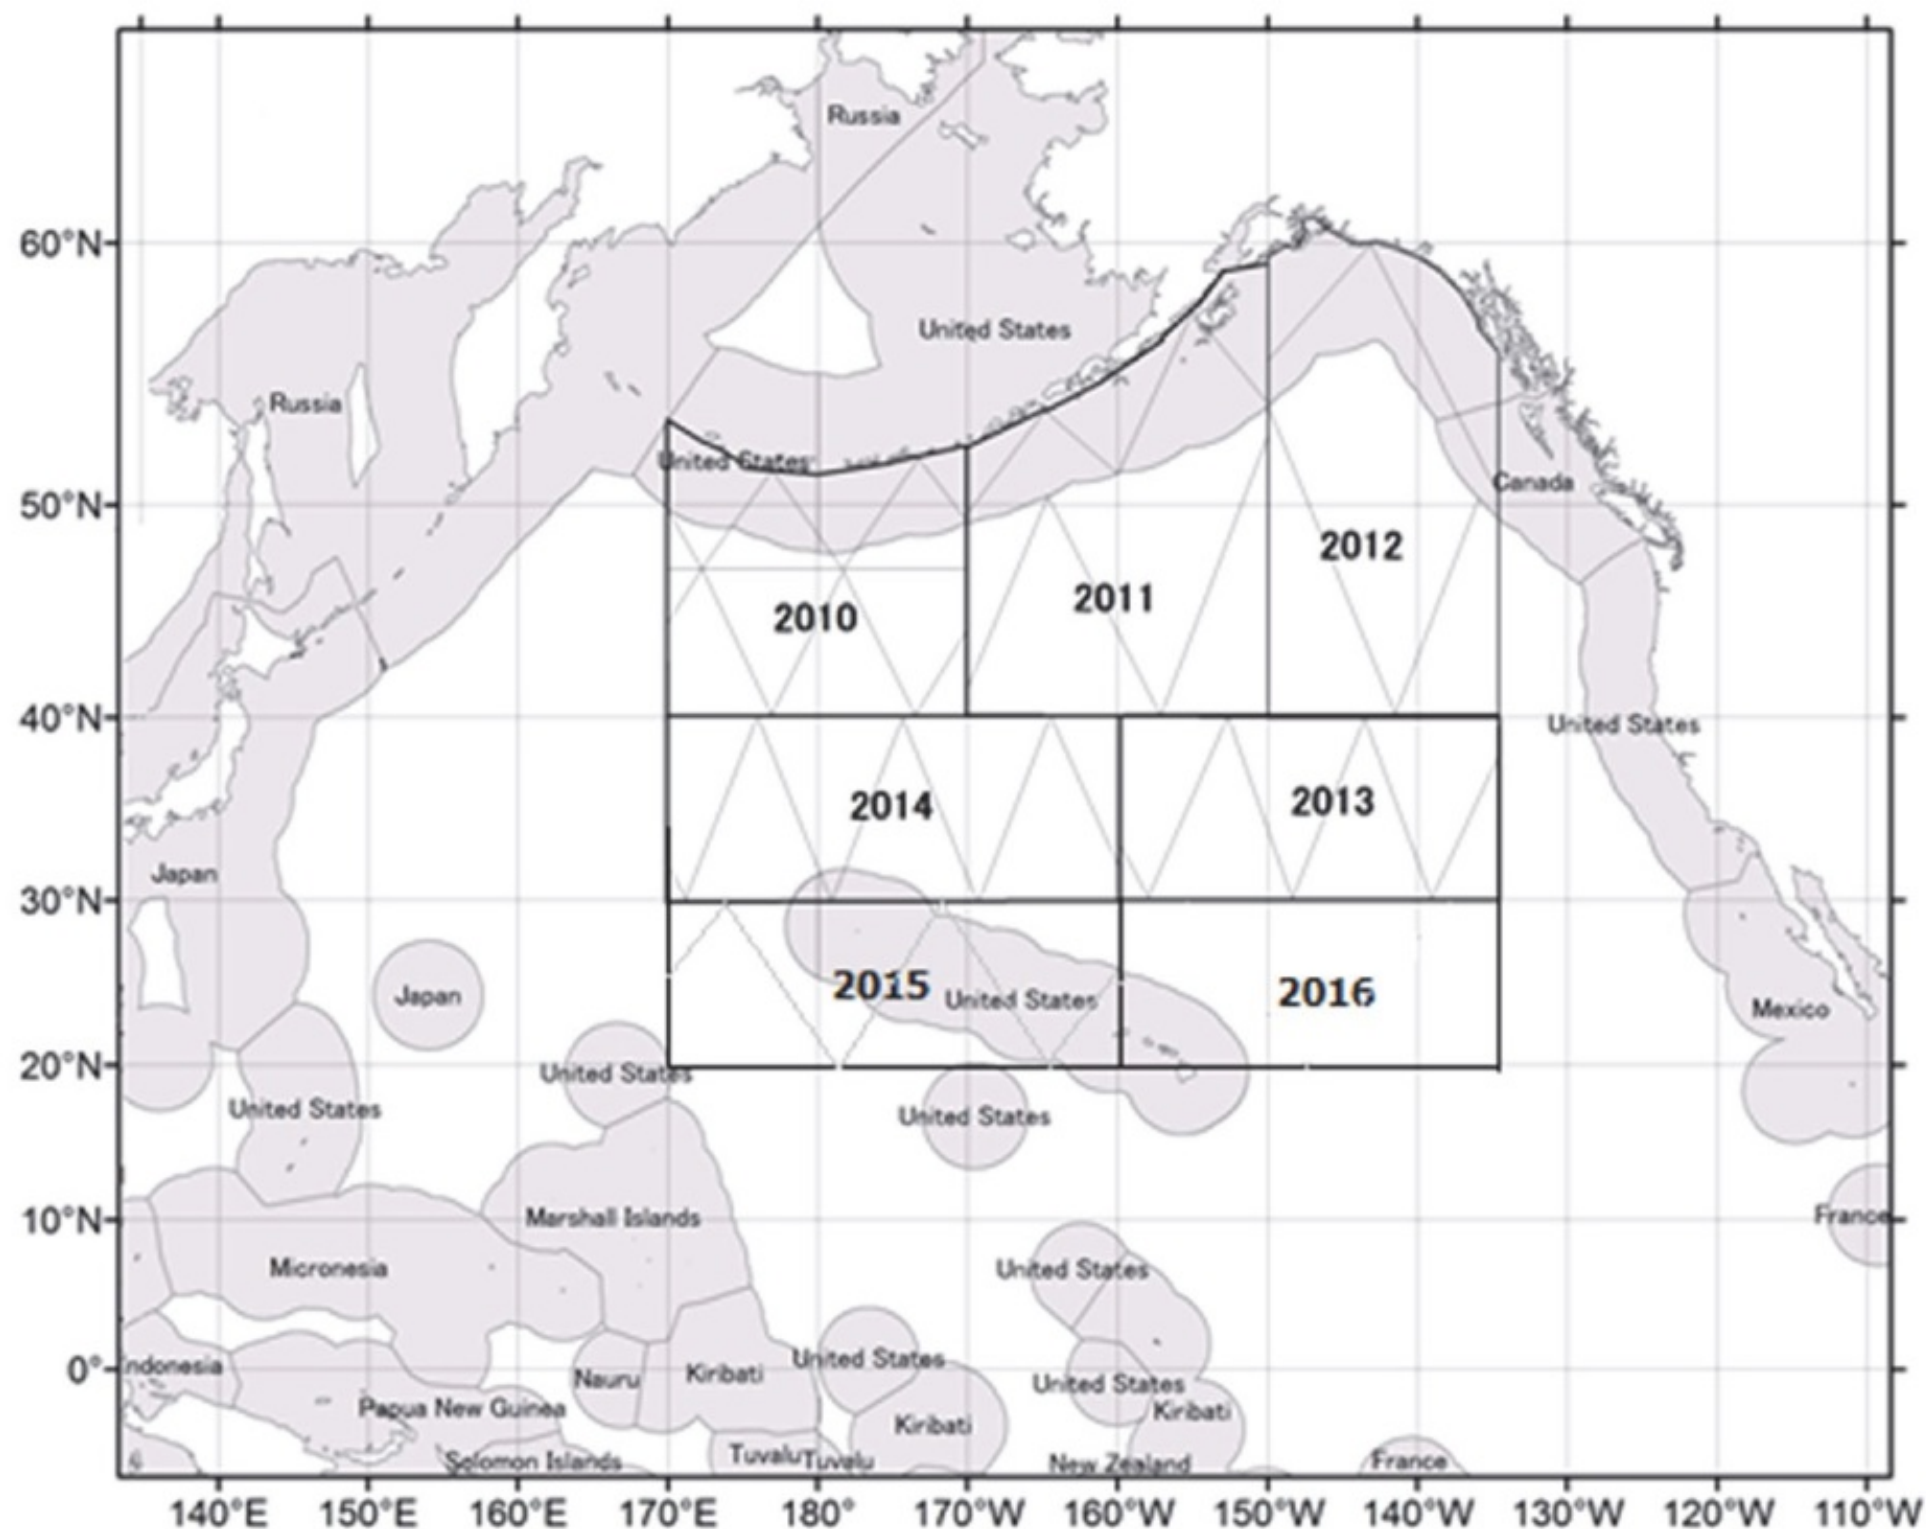 Russia
60°N
United States
Russia
United States
50°N
Canada
2012
2011
2010
40°N
United States
2014
2013
Japan
30°N
2015
2016
Japan
United States
Mexico
20°N
United States
United States
United States
10°N
Marshall Islands
France
Micronesia
United States
0°
Indonesia
United States
Nauru
Kiribati
United States
Papua New Guinea
Kiribati
Kiribati
Solomon Islands
Tuvalu
Tuvalu
New Zealand
France
140°E 150°E 160°E 170°E 180° 170°W 160°W 150°W 140°W 130°W 120°W 110°W